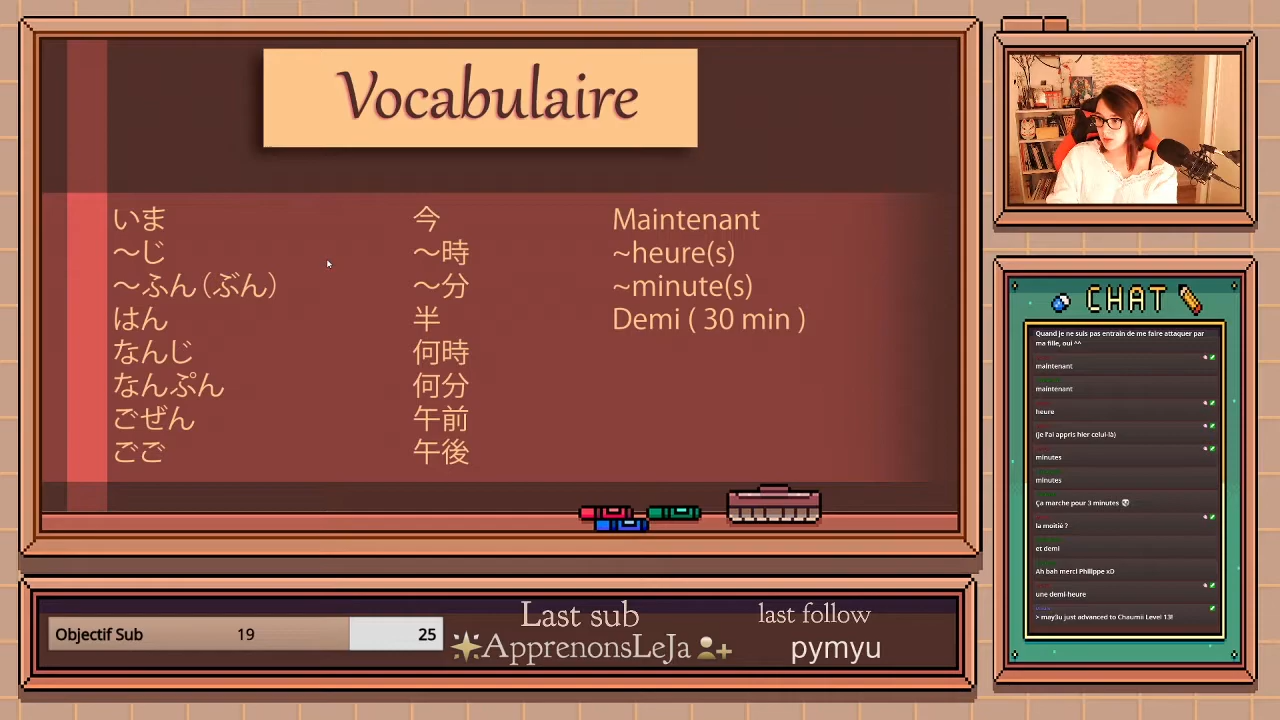 Vocabulaire
いま 今 Maintenant
～じ ～時 ~heure(s)
～ふん（ぶん） ～分 ~minute(s)
はん 半 Demi ( 30 min )
なんじ 何時
なんぷん 何分
ごぜん 午前
ごご 午後
CHAT
Quand je ne suis pas entrain de me faire attaquer par
ma fille, oui ^^
maintenant
maintenant
heure
(je l'ai appris hier celui-là)
minutes
minutes
Ça marche pour 3 minutes
la moitié ?
et demi
Ah bah merci Philippe xD
une demi-heure
> may3u just advanced to Chaumii Level 13!
Objectif Sub 19 25
Last sub
ApprenonsLeJa
last follow
pymyu